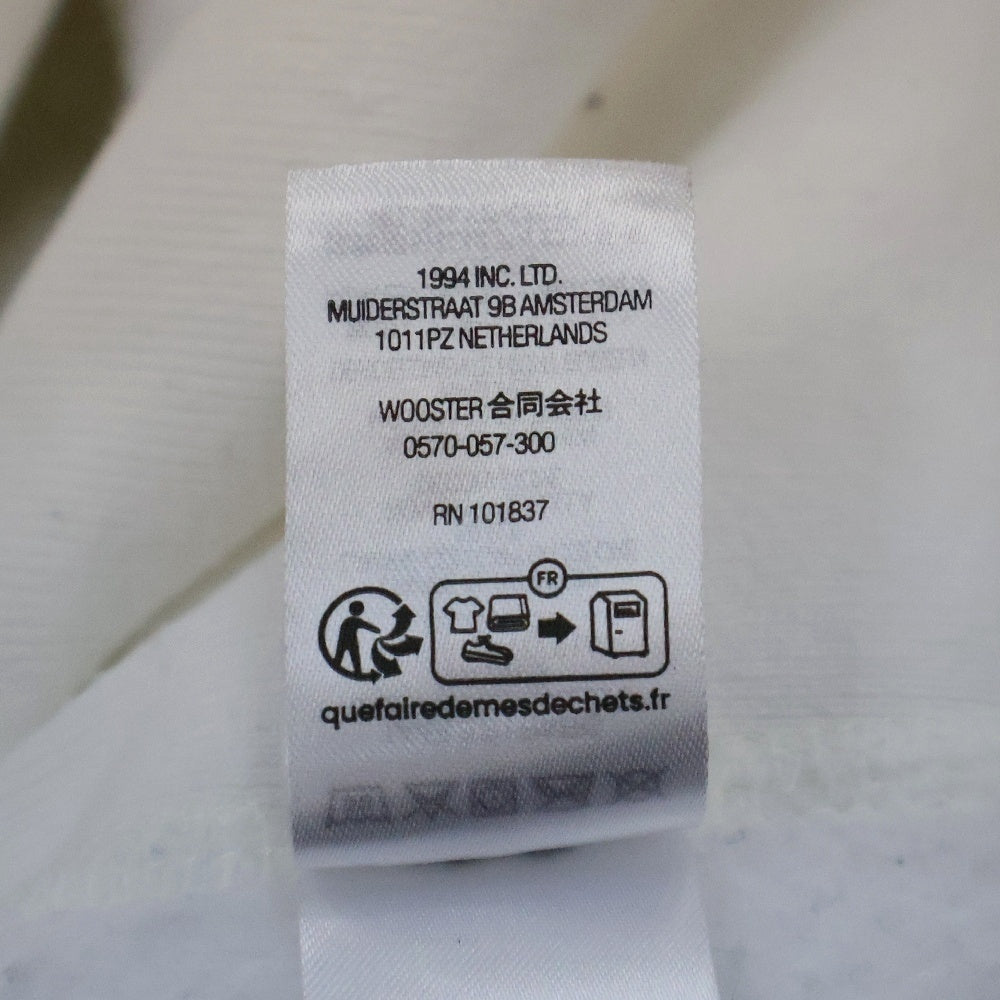 1994 INC. LTD.
MUIDERSTRAAT 9B AMSTERDAM
1011PZ NETHERLANDS
WOOSTER 合同会社
0570-057-300
RN 101837
FR
quefairedemesdechets.fr